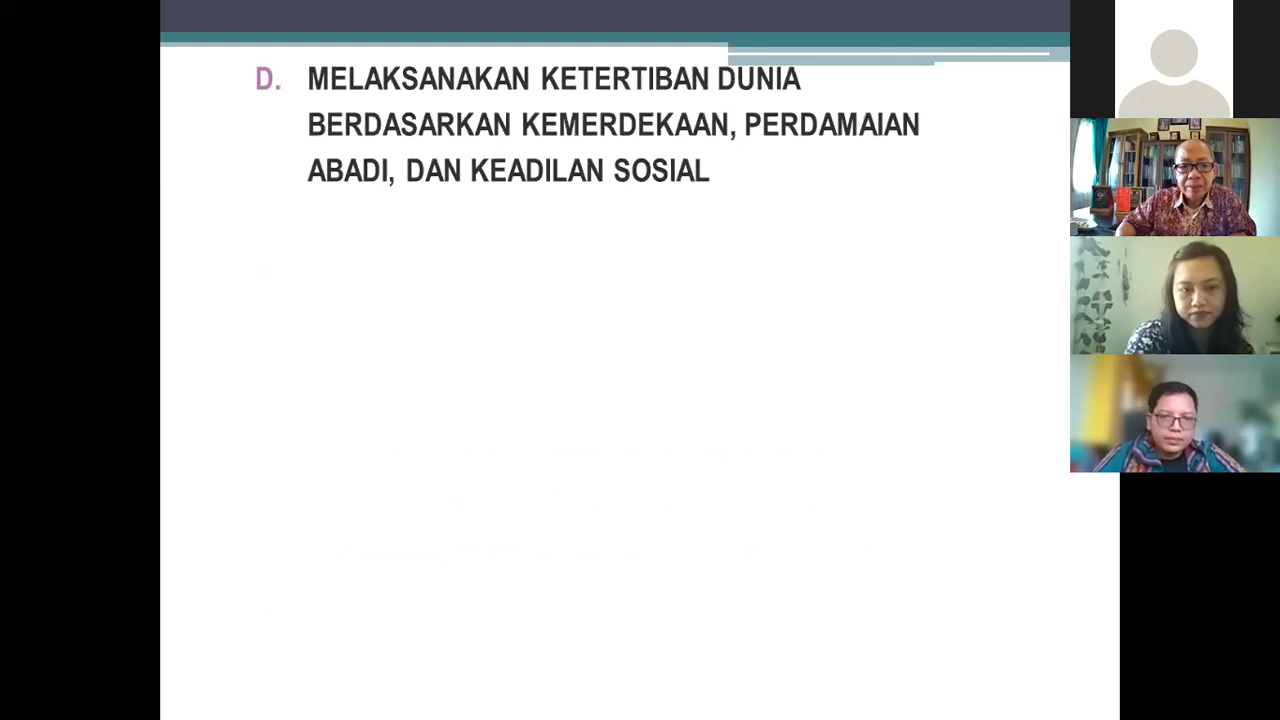 D. MELAKSANAKAN KETERTIBAN DUNIA
BERDASARKAN KEMERDEKAAN, PERDAMAIAN
ABADI, DAN KEADILAN SOSIAL